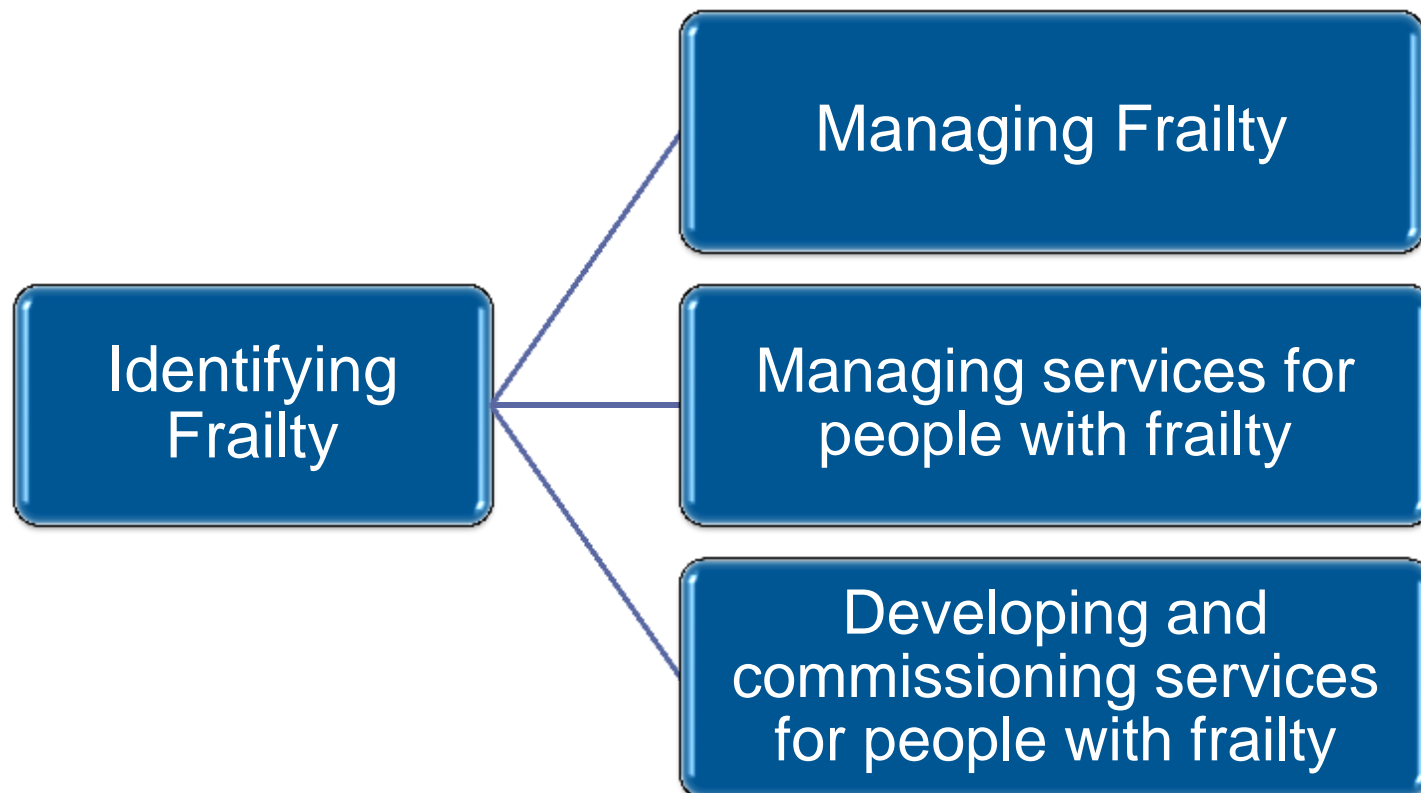 Identifying
Frailty
Managing Frailty
Managing services for
people with frailty
Developing and
commissioning services
for people with frailty